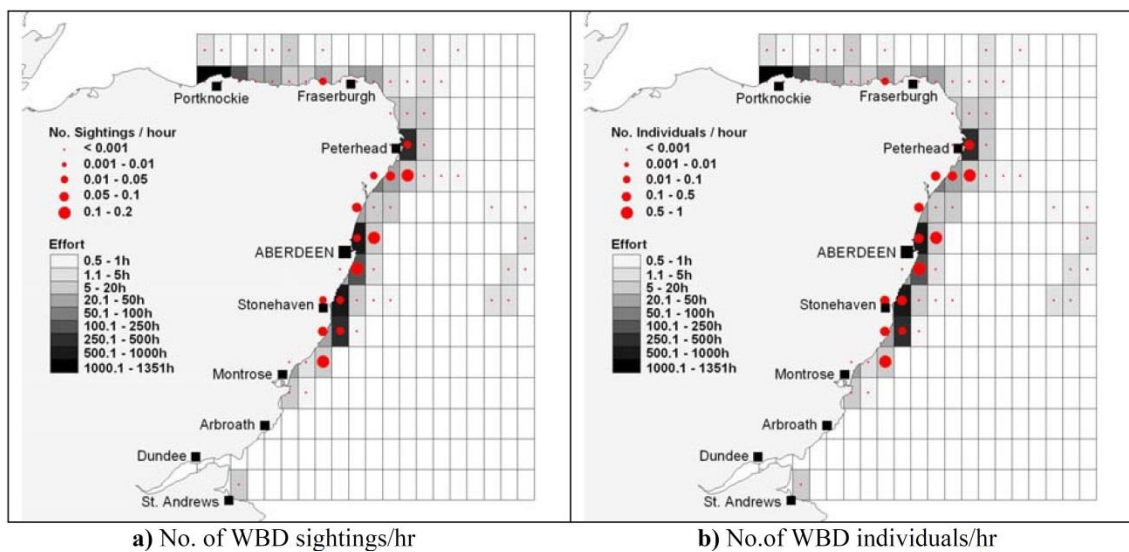 Portknockie
Fraserburgh
No. Sightings / hour
< 0.001
0.001 - 0.01
0.01 - 0.05
0.05 - 0.1
0.1 - 0.2
Peterhead
Effort
0.5 - 1h
1.1 - 5h
5 - 20h
20.1 - 50h
50.1 - 100h
100.1 - 250h
250.1 - 500h
500.1 - 1000h
1000.1 - 1351h
ABERDEEN
Stonehaven
Montrose
Arbroath
Dundee
St. Andrews
a) No. of WBD sightings/hr
Portknockie
Fraserburgh
No. Individuals / hour
< 0.001
0.001 - 0.01
0.01 - 0.1
0.1 - 0.5
0.5 - 1
Peterhead
Effort
0.5 - 1h
1.1 - 5h
5 - 20h
20.1 - 50h
50.1 - 100h
100.1 - 250h
250.1 - 500h
500.1 - 1000h
1000.1 - 1351h
ABERDEEN
Stonehaven
Montrose
Arbroath
Dundee
St. Andrews
b) No.of WBD individuals/hr